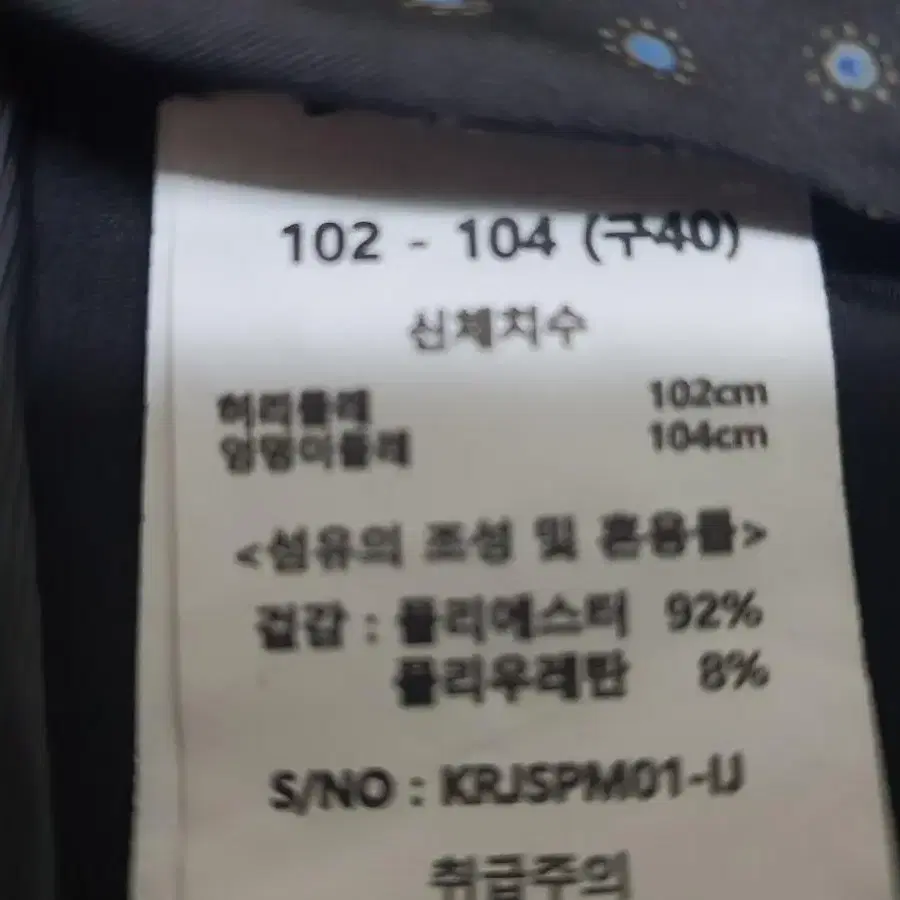 102 - 104 (구40)
신체치수
허리둘레 102cm
엉덩이둘레 104cm
<섬유의 조성 및 혼용률>
겉감 : 폴리에스터 92%
폴리우레탄 8%
S/NO : KRJSPM01-IJ
취급주의